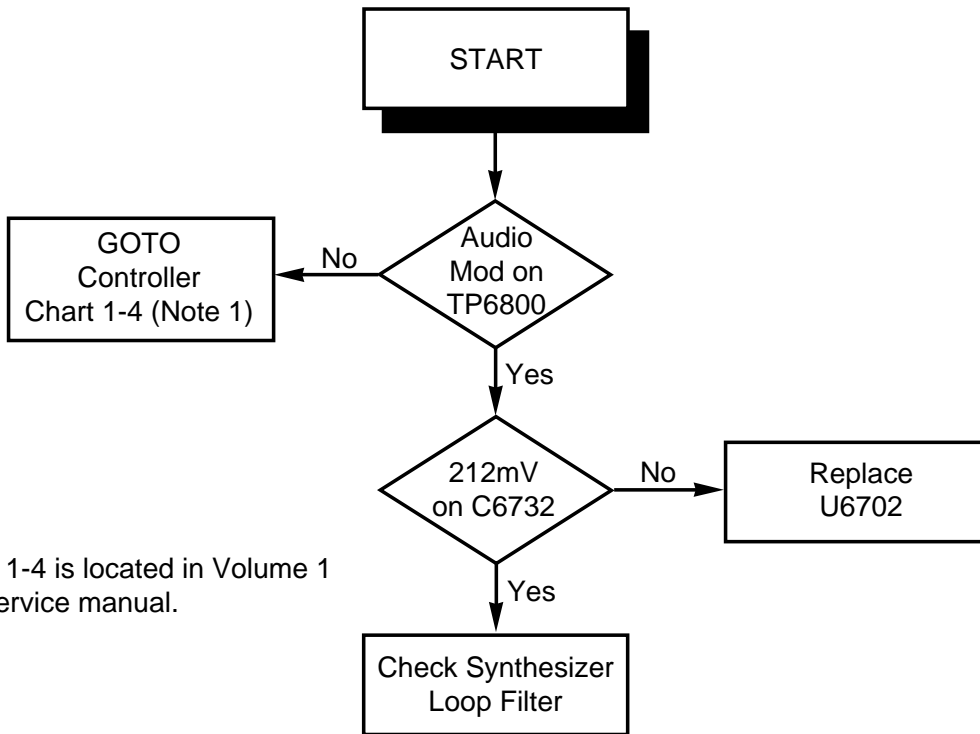 START
Audio
Mod on
TP6800
No
GOTO
Controller
Chart 1-4 (Note 1)
Yes
212mV
on C6732
No
Replace
U6702
1-4 is located in Volume 1
service manual.
Yes
Check Synthesizer
Loop Filter